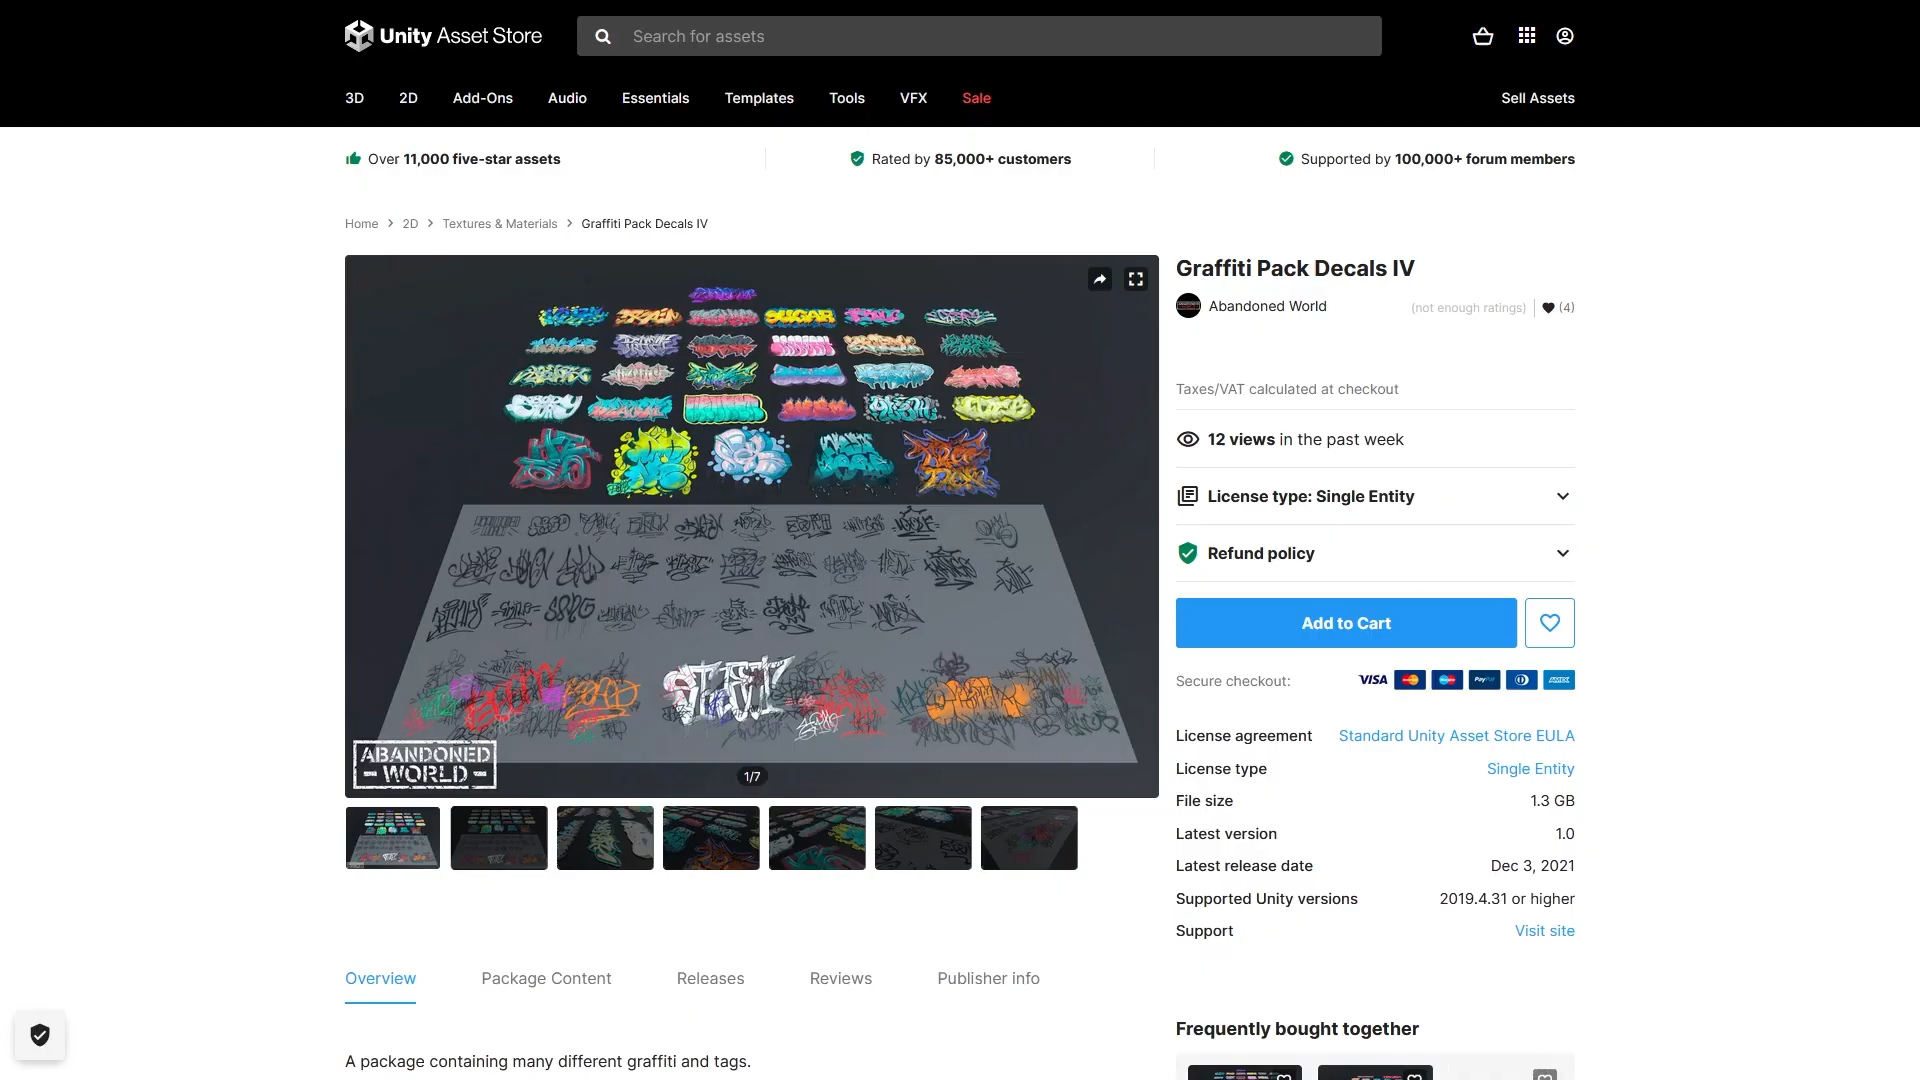 Unity Asset Store
Search for assets
3D 2D Add-Ons Audio Essentials Templates Tools VFX Sale Sell Assets
Over 11,000 five-star assets
Rated by 85,000+ customers
Supported by 100,000+ forum members
Home > 2D > Textures & Materials > Graffiti Pack Decals IV
SUGAR
STREET
ABANDONED
WORLD
1/7
Graffiti Pack Decals IV
Abandoned World
(not enough ratings) (4)
Taxes/VAT calculated at checkout
12 views in the past week
License type: Single Entity
Refund policy
Add to Cart
Secure checkout:
VISA PayPal AMEX
License agreement Standard Unity Asset Store EULA
License type Single Entity
File size 1.3 GB
Latest version 1.0
Latest release date Dec 3, 2021
Supported Unity versions 2019.4.31 or higher
Support Visit site
Overview Package Content Releases Reviews Publisher info
A package containing many different graffiti and tags.
Frequently bought together